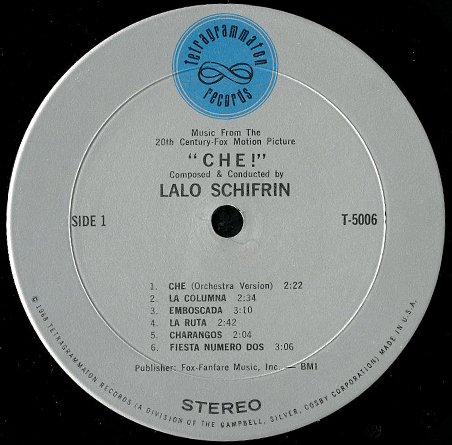 tetragrammaton
records
Music From The
20th Century-Fox Motion Picture
"CHE!"
Composed & Conducted by
LALO SCHIFRIN
SIDE 1
T-5006
1. CHE (Orchestra Version) 2:22
2. LA COLUMNA 2:34
3. EMBOSCADA 3:10
4. LA RUTA 2:42
5. CHARANGOS 2:04
6. FIESTA NUMERO DOS 3:06
Publisher: Fox-Fanfare Music, Inc. — BMI
STEREO
© 1968 TETRAGRAMMATON RECORDS (A DIVISION OF THE CAMPBELL, SILVER, COSBY CORPORATION) MADE IN U.S.A.